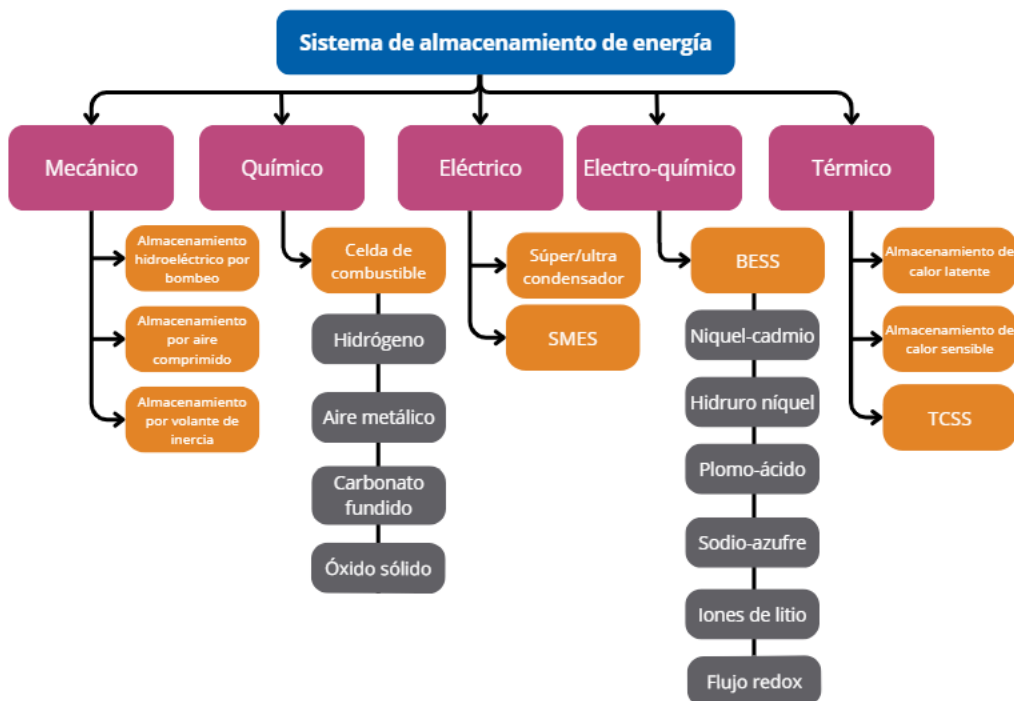 Sistema de almacenamiento de energía
Mecánico
Químico
Eléctrico
Electro-químico
Térmico
Almacenamiento
hidroeléctrico por
bombeo
Almacenamiento
por aire
comprimido
Almacenamiento
por volante de
inercia
Celda de
combustible
Hidrógeno
Aire metálico
Carbonato
fundido
Óxido sólido
Súper/ultra
condensador
SMES
BESS
Niquel-cadmio
Hidruro níquel
Plomo-ácido
Sodio-azufre
Iones de litio
Flujo redox
Almacenamiento de
calor latente
Almacenamiento de
calor sensible
TCSS